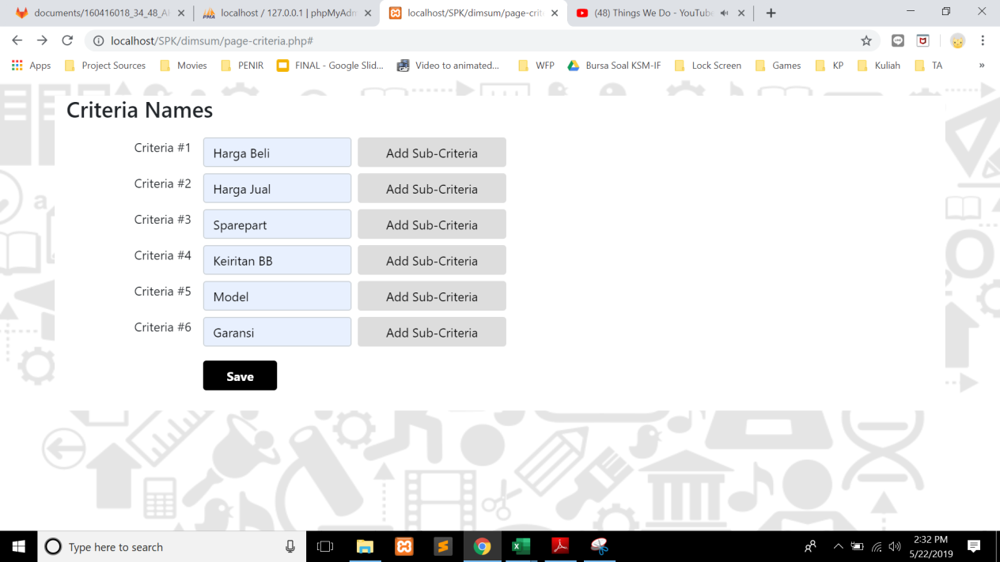 documents/160416018_34_48_A
localhost / 127.0.0.1 | phpMyAdm
localhost/SPK/dimsum/page-crit
(48) Things We Do - YouTube
localhost/SPK/dimsum/page-criteria.php#
Apps
Project Sources
Movies
PENIR
FINAL - Google Slid...
Video to animated...
WFP
Bursa Soal KSM-IF
Lock Screen
Games
KP
Kuliah
TA
»
Criteria Names
Criteria #1 Harga Beli Add Sub-Criteria
Criteria #2 Harga Jual Add Sub-Criteria
Criteria #3 Sparepart Add Sub-Criteria
Criteria #4 Keiritan BB Add Sub-Criteria
Criteria #5 Model Add Sub-Criteria
Criteria #6 Garansi Add Sub-Criteria
Save
Type here to search
2:32 PM
5/22/2019